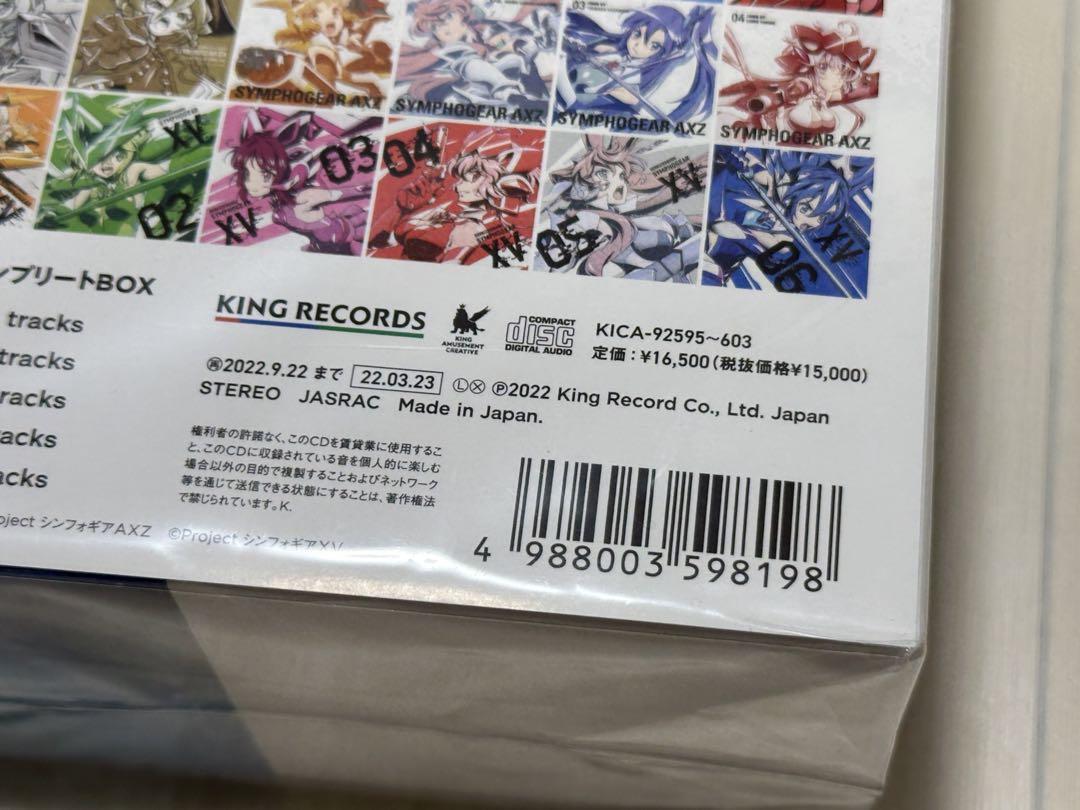 03
04
SYMPHOGEAR AXZ
SYMPHOGEAR AXZ
SYMPHOGEAR AXZ
SYMPHOGEAR AXZ
XV
02
03
XV
04
XV
XV
05
XV
06
ンプリートBOX
tracks
tracks
racks
acks
acks
KING RECORDS
KING
AMUSEMENT
CREATIVE
COMPACT
disc
DIGITAL AUDIO
KICA-92595~603
定価:¥16,500(税抜価格¥15,000)
Ⓡ2022.9.22 まで 22.03.23 ⓁⓍ Ⓟ2022 King Record Co., Ltd. Japan
STEREO JASRAC Made in Japan.
権利者の許諾なく、このCDを賃貸業に使用するこ
と、このCDに収録されている音を個人的に楽しむ
場合以外の目的で複製することおよびネットワーク
等を通じて送信できる状態にすることは、著作権法
で禁じられています。K.
oject シンフォギアAXZ ©Project シンフォギアXV
4 988003 598198